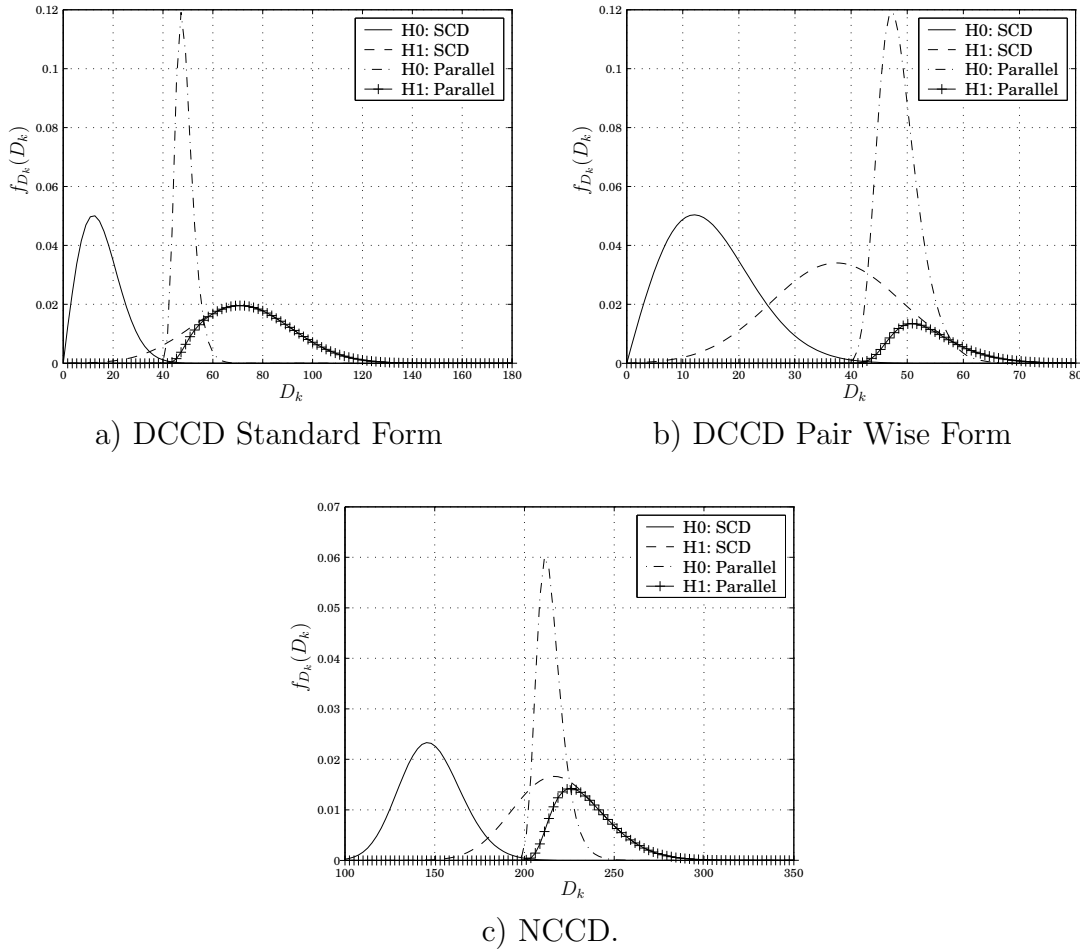 0.12
0.1
0.08
0.06
0.04
0.02
0
f_{D_k}(D_k)
H0: SCD
H1: SCD
H0: Parallel
H1: Parallel
0 20 40 60 80 100 120 140 160 180
D_k
a) DCCD Standard Form
0.12
0.1
0.08
0.06
0.04
0.02
0
f_{D_k}(D_k)
H0: SCD
H1: SCD
H0: Parallel
H1: Parallel
0 10 20 30 40 50 60 70 80
D_k
b) DCCD Pair Wise Form
0.07
0.06
0.05
0.04
0.03
0.02
0.01
0
f_{D_k}(D_k)
H0: SCD
H1: SCD
H0: Parallel
H1: Parallel
100 150 200 250 300 350
D_k
c) NCCD.